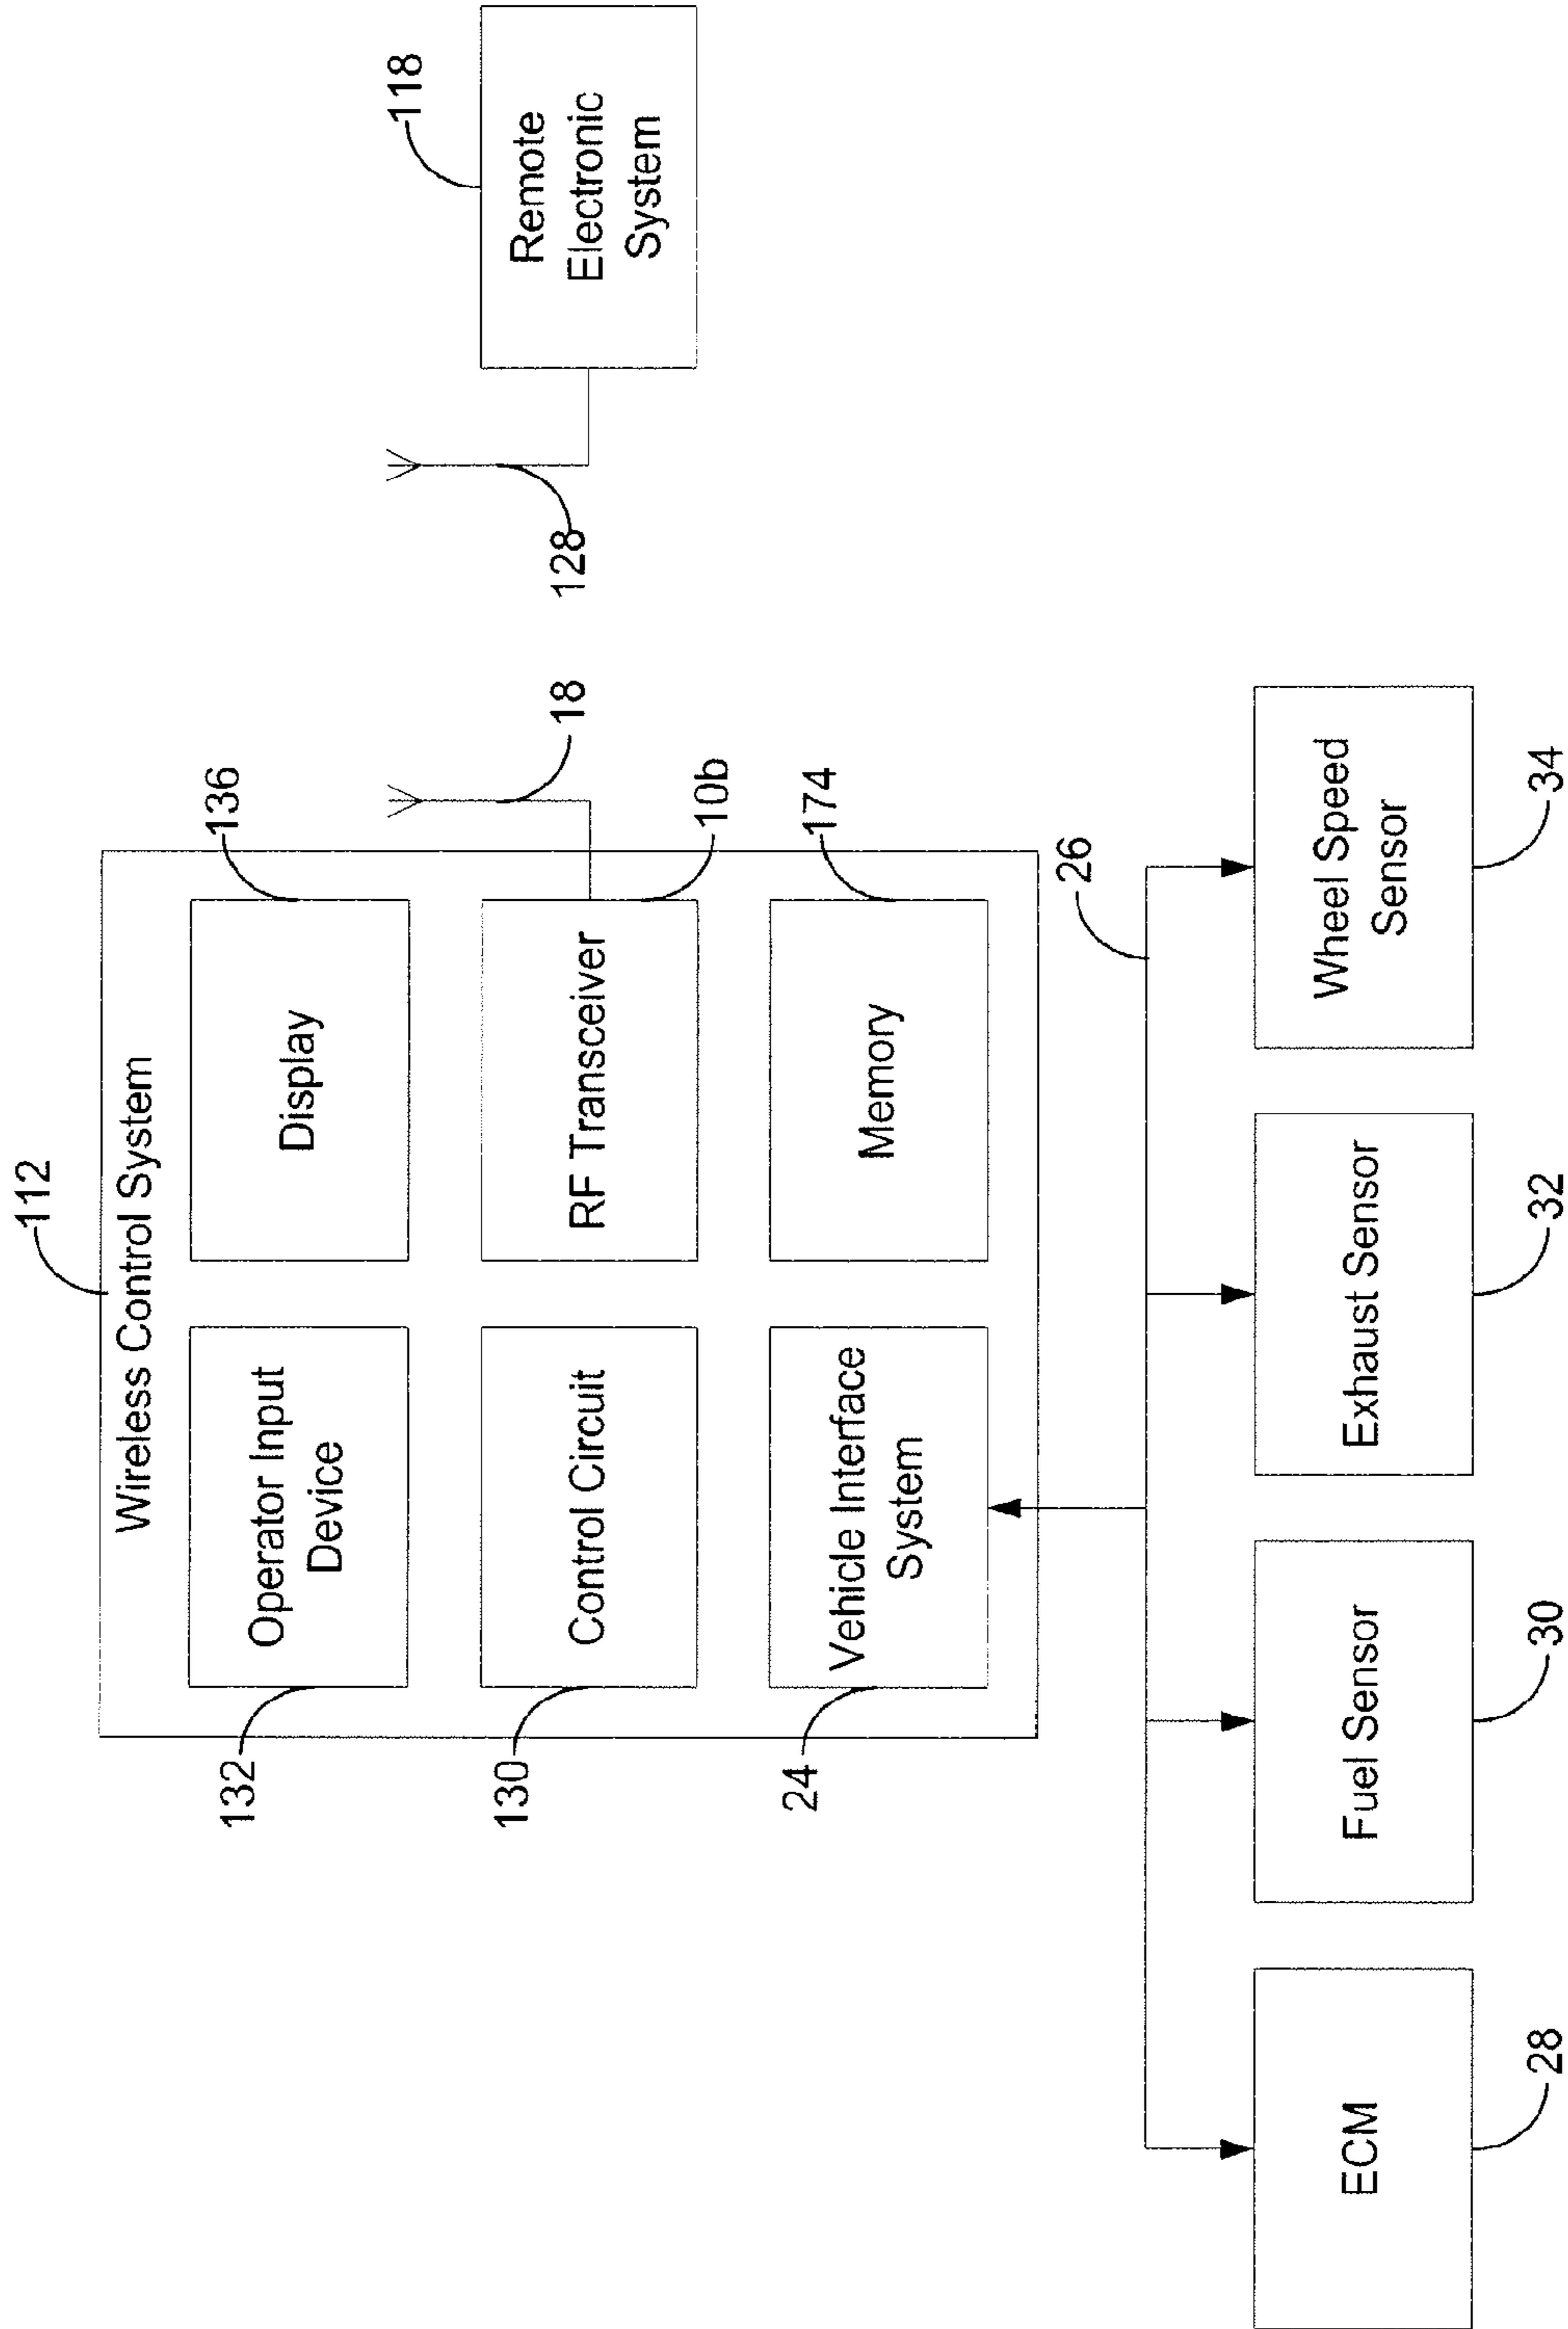 112
Wireless Control System
132
Operator Input
Device
Display
136
130
Control Circuit
RF Transceiver
10b
18
24
Vehicle Interface
System
Memory
174
128
118
Remote
Electronic
System
26
ECM
28
Fuel Sensor
30
Exhaust Sensor
32
Wheel Speed
Sensor
34